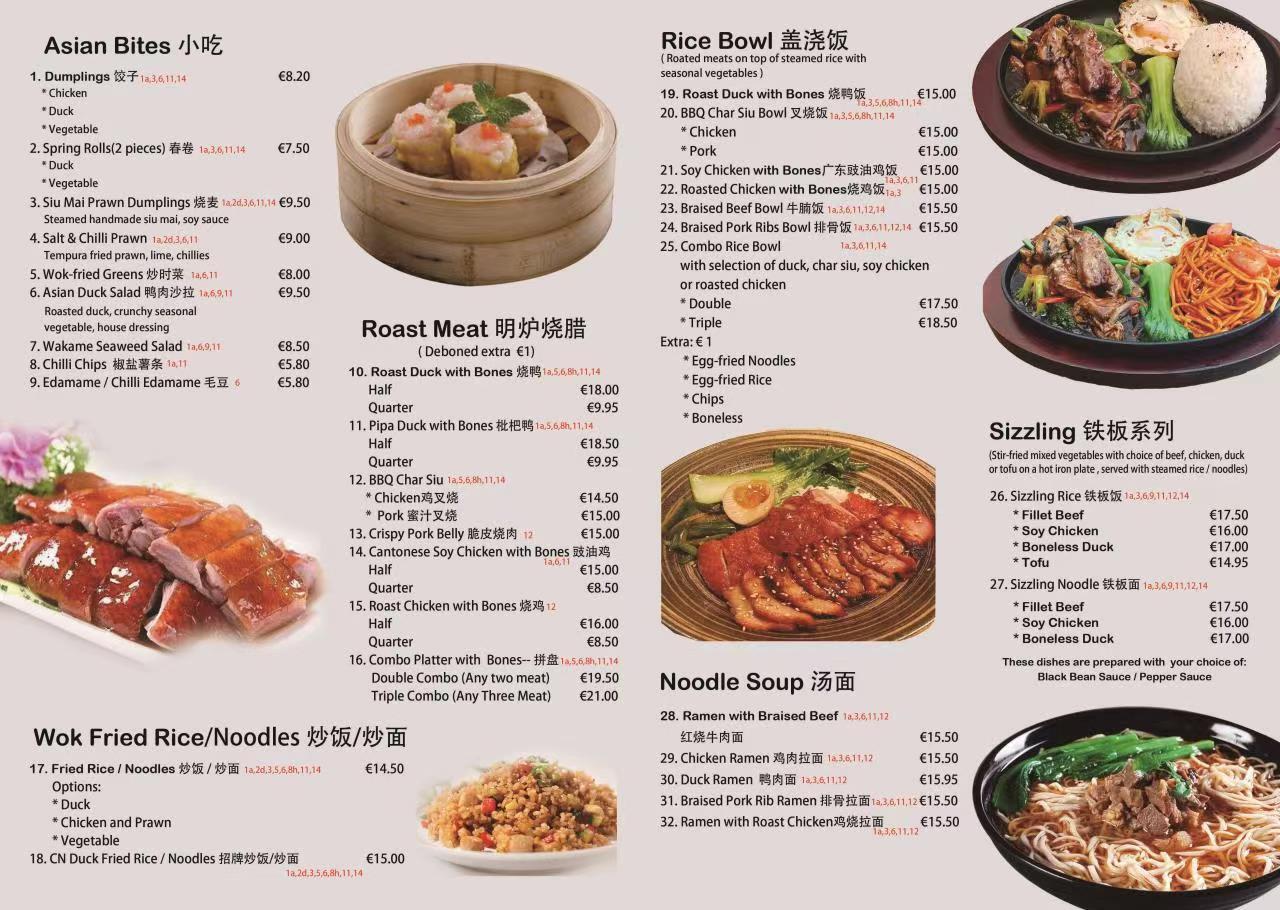 Asian Bites 小吃
1. Dumplings 饺子 1a,3,6,11,14 €8.20
* Chicken
* Duck
* Vegetable
2. Spring Rolls(2 pieces) 春卷 1a,3,6,11,14 €7.50
* Duck
* Vegetable
3. Siu Mai Prawn Dumplings 烧麦 1a,2d,3,6,11,14 €9.50
Steamed handmade siu mai, soy sauce
4. Salt & Chilli Prawn 1a,2d,3,6,11 €9.00
Tempura fried prawn, lime, chillies
5. Wok-fried Greens 炒时菜 1a,6,11 €8.00
6. Asian Duck Salad 鸭肉沙拉 1a,6,9,11 €9.50
Roasted duck, crunchy seasonal
vegetable, house dressing
7. Wakame Seaweed Salad 1a,6,9,11 €8.50
8. Chilli Chips 椒盐薯条 1a,11 €5.80
9. Edamame / Chilli Edamame 毛豆 6 €5.80
Roast Meat 明炉烧腊
( Deboned extra €1)
10. Roast Duck with Bones 烧鸭 1a,5,6,8h,11,14
Half €18.00
Quarter €9.95
11. Pipa Duck with Bones 枇杷鸭 1a,5,6,8h,11,14
Half €18.50
Quarter €9.95
12. BBQ Char Siu 1a,5,6,8h,11,14
* Chicken鸡叉烧 €14.50
* Pork 蜜汁叉烧 €15.00
13. Crispy Pork Belly 脆皮烧肉 12 €15.00
14. Cantonese Soy Chicken with Bones 豉油鸡
1a,6,11
Half €15.00
Quarter €8.50
15. Roast Chicken with Bones 烧鸡 12
Half €16.00
Quarter €8.50
16. Combo Platter with Bones-- 拼盘 1a,5,6,8h,11,14
Double Combo (Any two meat) €19.50
Triple Combo (Any Three Meat) €21.00
Wok Fried Rice/Noodles 炒饭/炒面
17. Fried Rice / Noodles 炒饭 / 炒面 1a,2d,3,5,6,8h,11,14 €14.50
Options:
* Duck
* Chicken and Prawn
* Vegetable
18. CN Duck Fried Rice / Noodles 招牌炒饭/炒面 €15.00
1a,2d,3,5,6,8h,11,14
Rice Bowl 盖浇饭
( Roated meats on top of steamed rice with
seasonal vegetables )
19. Roast Duck with Bones 烧鸭饭 €15.00
1a,3,5,6,8h,11,14
20. BBQ Char Siu Bowl 叉烧饭 1a,3,5,6,8h,11,14
* Chicken €15.00
* Pork €15.00
21. Soy Chicken with Bones广东豉油鸡饭 €15.00
1a,3,6,11
22. Roasted Chicken with Bones烧鸡饭 1a,3 €15.00
23. Braised Beef Bowl 牛腩饭 1a,3,6,11,12,14 €15.50
24. Braised Pork Ribs Bowl 排骨饭 1a,3,6,11,12,14 €15.50
25. Combo Rice Bowl 1a,3,6,11,14
with selection of duck, char siu, soy chicken
or roasted chicken
* Double €17.50
* Triple €18.50
Extra: € 1
* Egg-fried Noodles
* Egg-fried Rice
* Chips
* Boneless
Noodle Soup 汤面
28. Ramen with Braised Beef 1a,3,6,11,12
红烧牛肉面 €15.50
29. Chicken Ramen 鸡肉拉面 1a,3,6,11,12 €15.50
30. Duck Ramen 鸭肉面 1a,3,6,11,12 €15.95
31. Braised Pork Rib Ramen 排骨拉面 1a,3,6,11,12 €15.50
32. Ramen with Roast Chicken鸡烧拉面 €15.50
1a,3,6,11,12
Sizzling 铁板系列
(Stir-fried mixed vegetables with choice of beef, chicken, duck
or tofu on a hot iron plate , served with steamed rice / noodles)
26. Sizzling Rice 铁板饭 1a,3,6,9,11,12,14
* Fillet Beef €17.50
* Soy Chicken €16.00
* Boneless Duck €17.00
* Tofu €14.95
27. Sizzling Noodle 铁板面 1a,3,6,9,11,12,14
* Fillet Beef €17.50
* Soy Chicken €16.00
* Boneless Duck €17.00
These dishes are prepared with your choice of:
Black Bean Sauce / Pepper Sauce